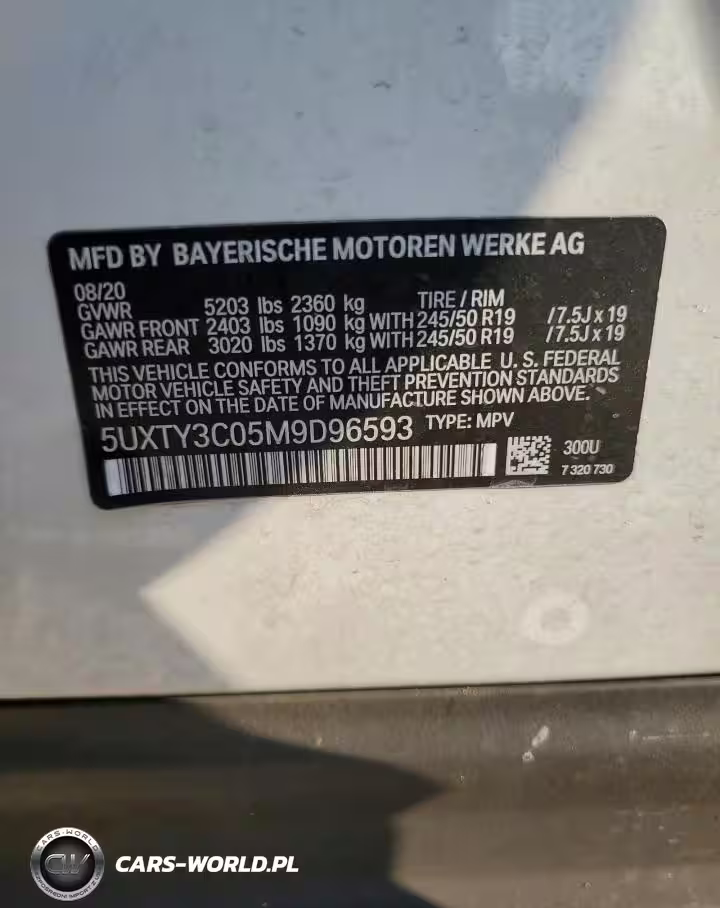 MFD BY BAYERISCHE MOTOREN WERKE AG
08/20
GVWR 5203 lbs 2360 kg TIRE / RIM
GAWR FRONT 2403 lbs 1090 kg WITH 245/50 R19 /7.5J x 19
GAWR REAR 3020 lbs 1370 kg WITH 245/50 R19 /7.5J x 19
THIS VEHICLE CONFORMS TO ALL APPLICABLE U. S. FEDERAL
MOTOR VEHICLE SAFETY AND THEFT PREVENTION STANDARDS
IN EFFECT ON THE DATE OF MANUFACTURE SHOWN ABOVE.
5UXTY3C05M9D96593 TYPE: MPV
300U
7 320 730
CARS-WORLD
CW
CARS-WORLD.PL